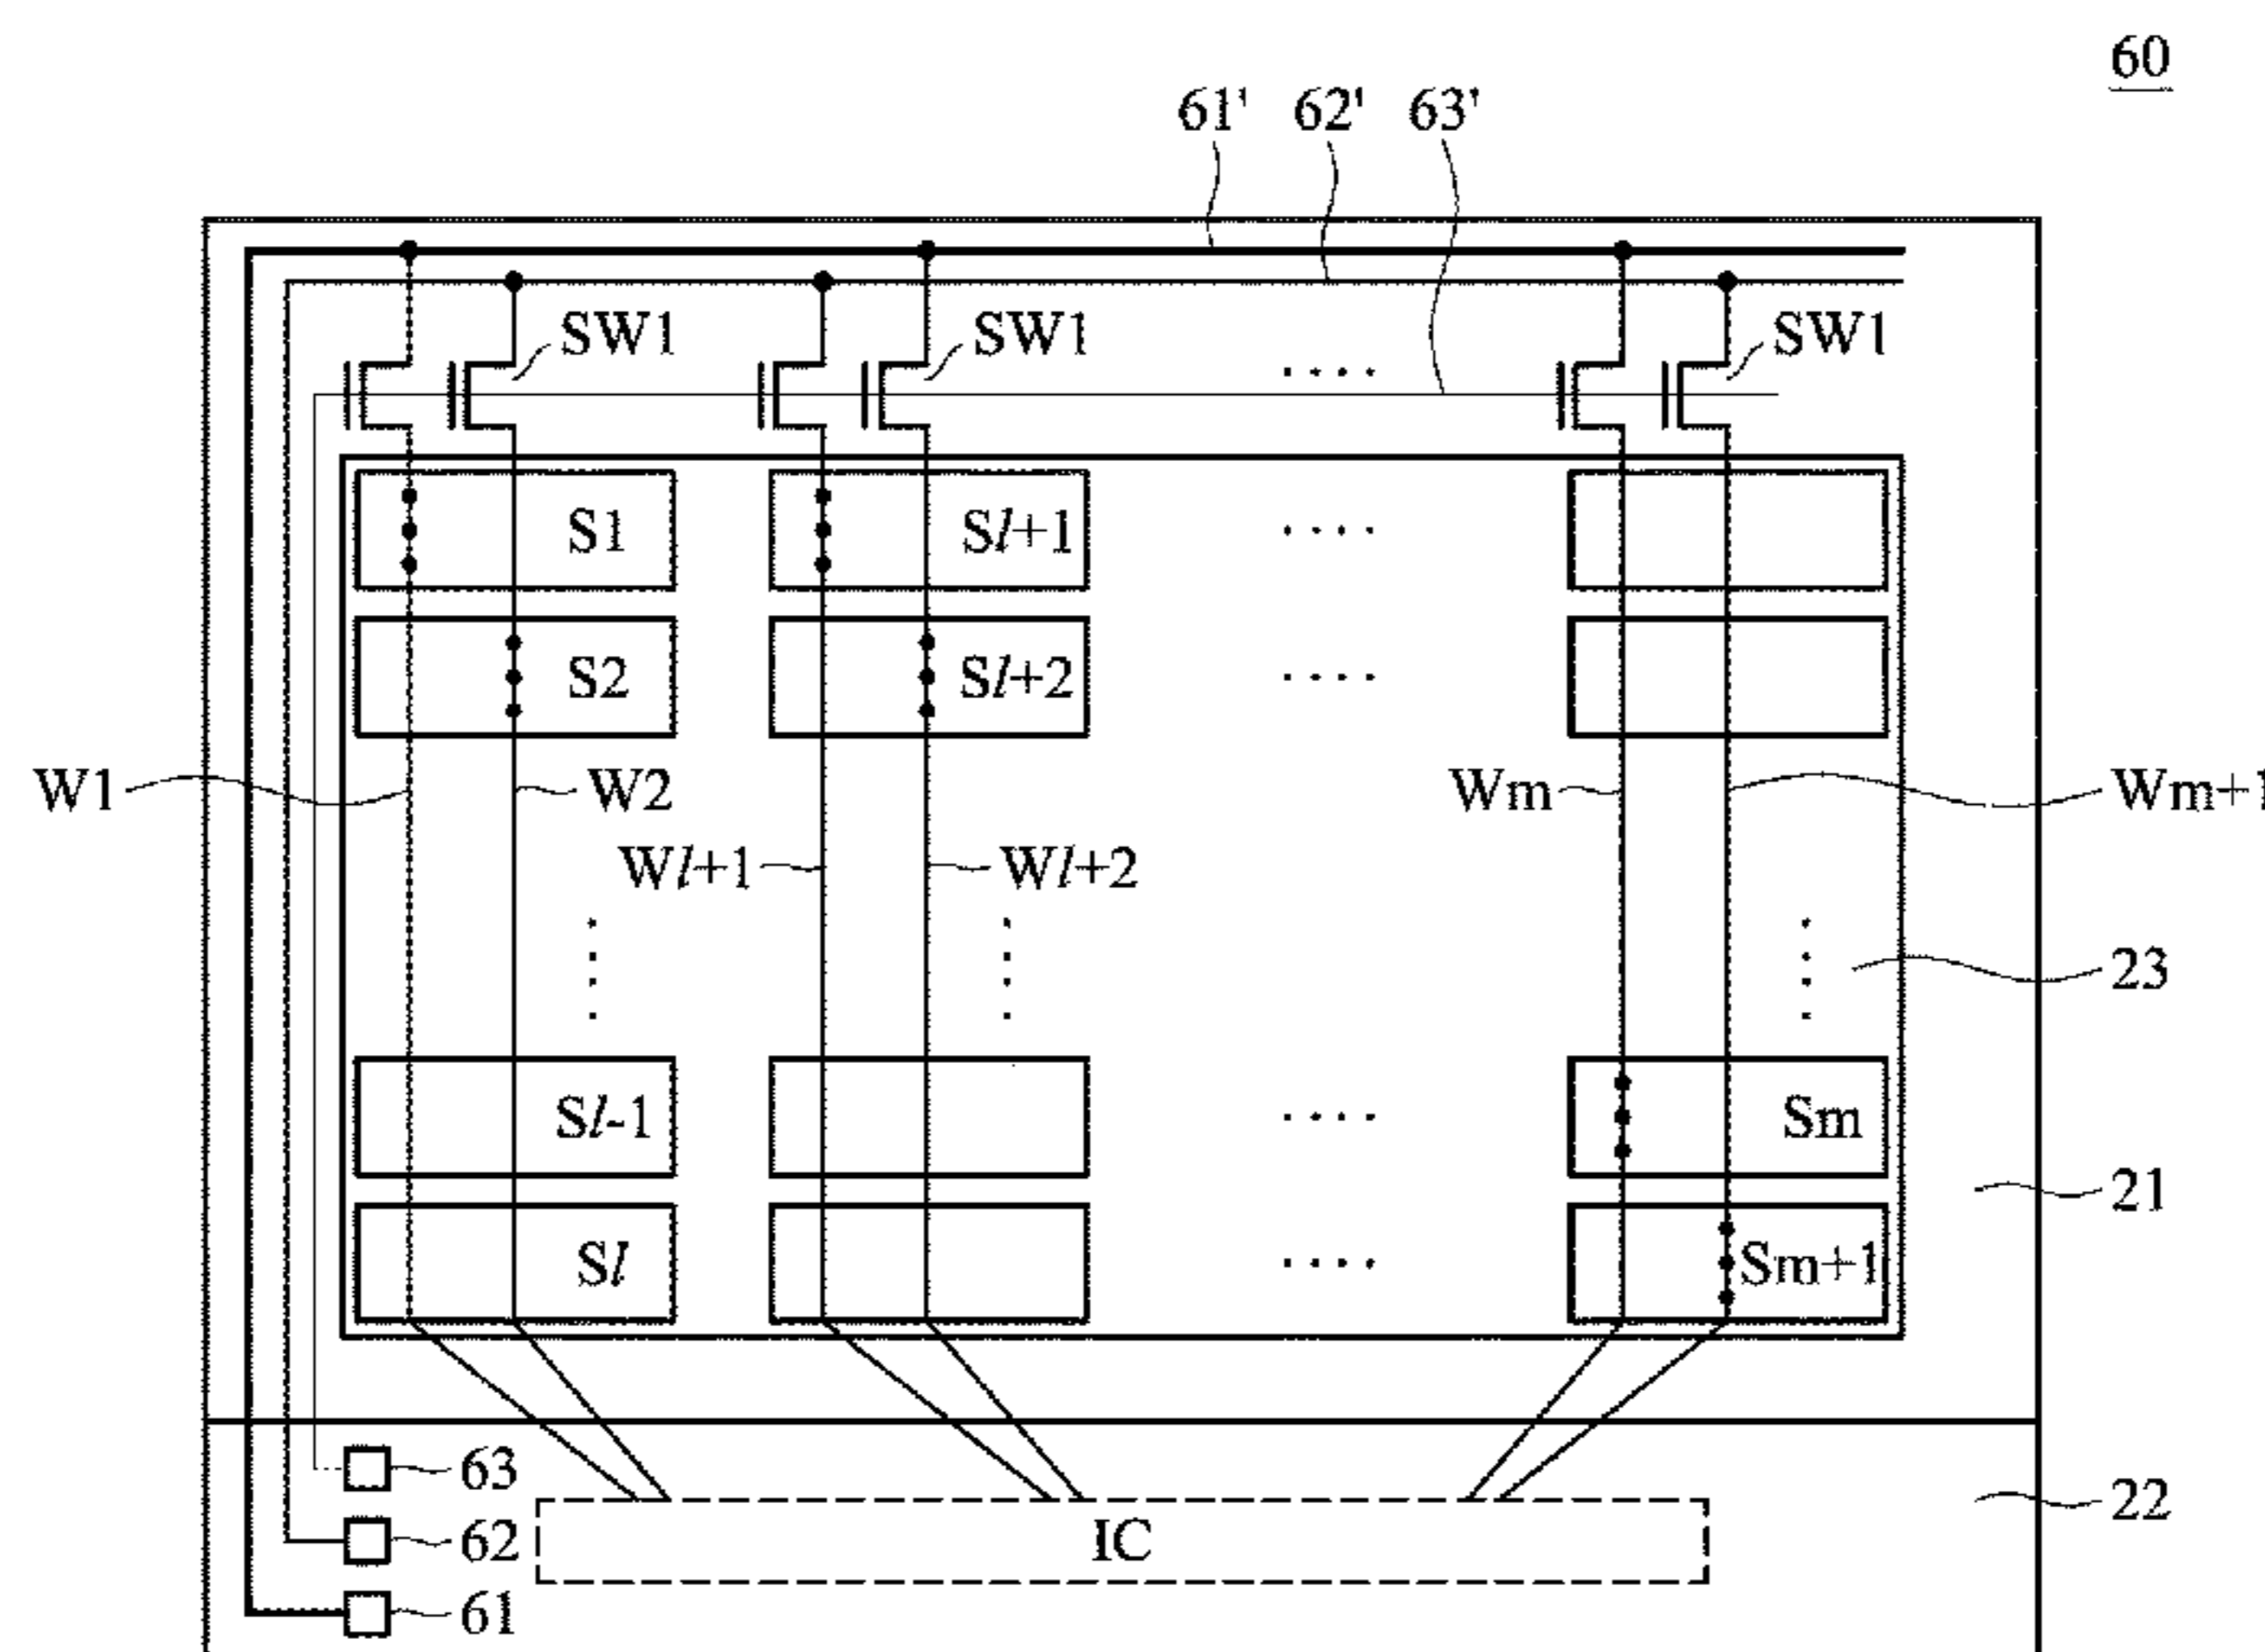 60
61' 62' 63'
SW1 SW1 SW1
S1 Sl+1
S2 Sl+2
W1 W2 Wm Wm+1
Wl+1 Wl+2
23
Sl-1 Sm
21
Sl Sm+1
63
22
62 IC
61